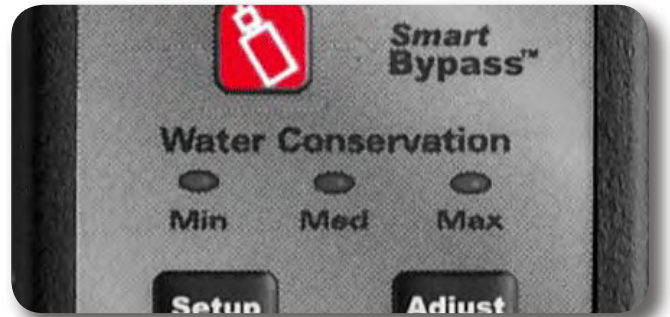 Smart
Bypass™
Water Conservation
Min Med Max
Setup Adjust